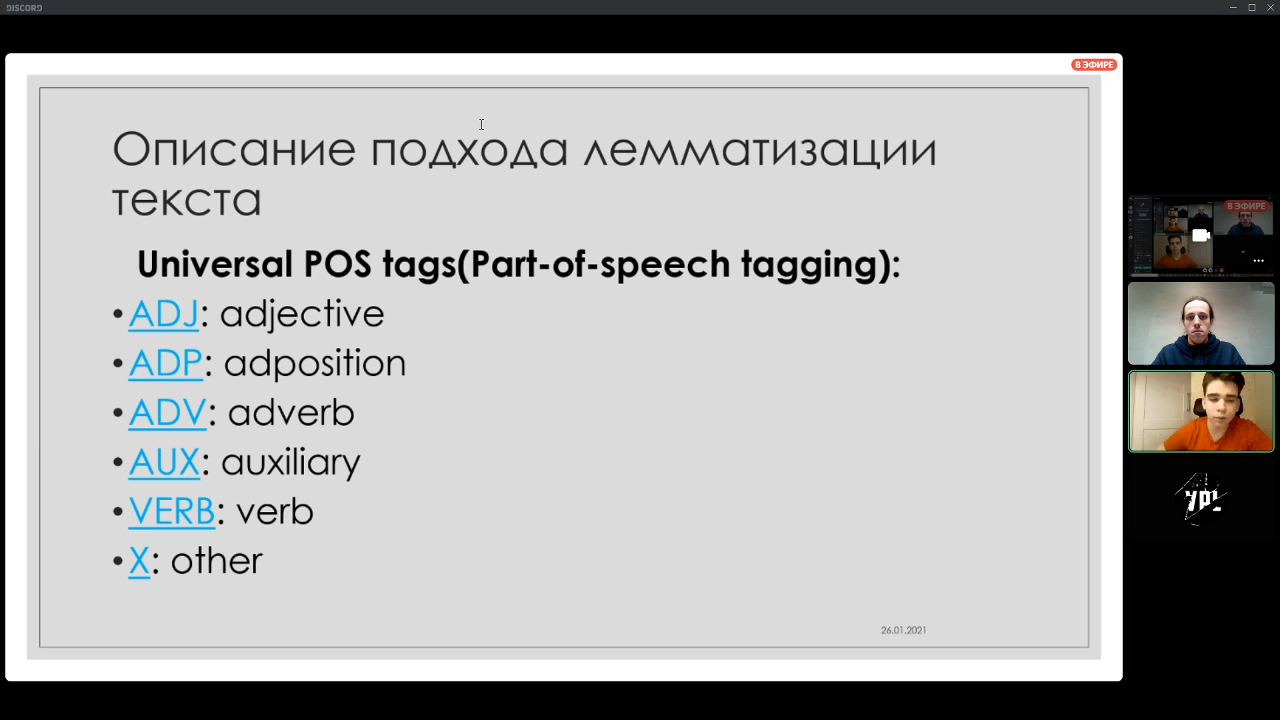 DISCORD
В ЭФИРЕ
Описание подхода лемматизации
текста
Universal POS tags(Part-of-speech tagging):
•ADJ: adjective
•ADP: adposition
•ADV: adverb
•AUX: auxiliary
•VERB: verb
•X: other
26.01.2021
В ЭФИРЕ